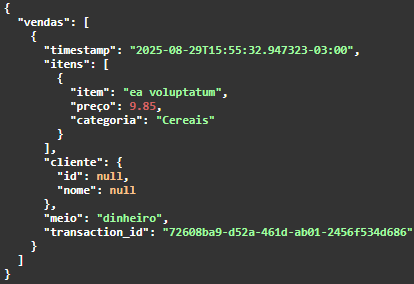 {
  "vendas": [
    {
      "timestamp": "2025-08-29T15:55:32.947323-03:00",
      "itens": [
        {
          "item": "ea voluptatum",
          "preço": 9.85,
          "categoria": "Cereais"
        }
      ],
      "cliente": {
        "id": null,
        "nome": null
      },
      "meio": "dinheiro",
      "transaction_id": "72608ba9-d52a-461d-ab01-2456f534d686"
    }
  ]
}